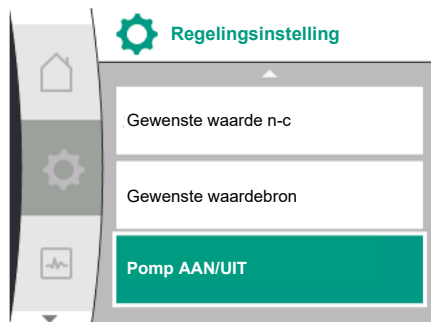 Regelingsinstelling
Gewenste waarde n-c
Gewenste waardebron
Pomp AAN/UIT